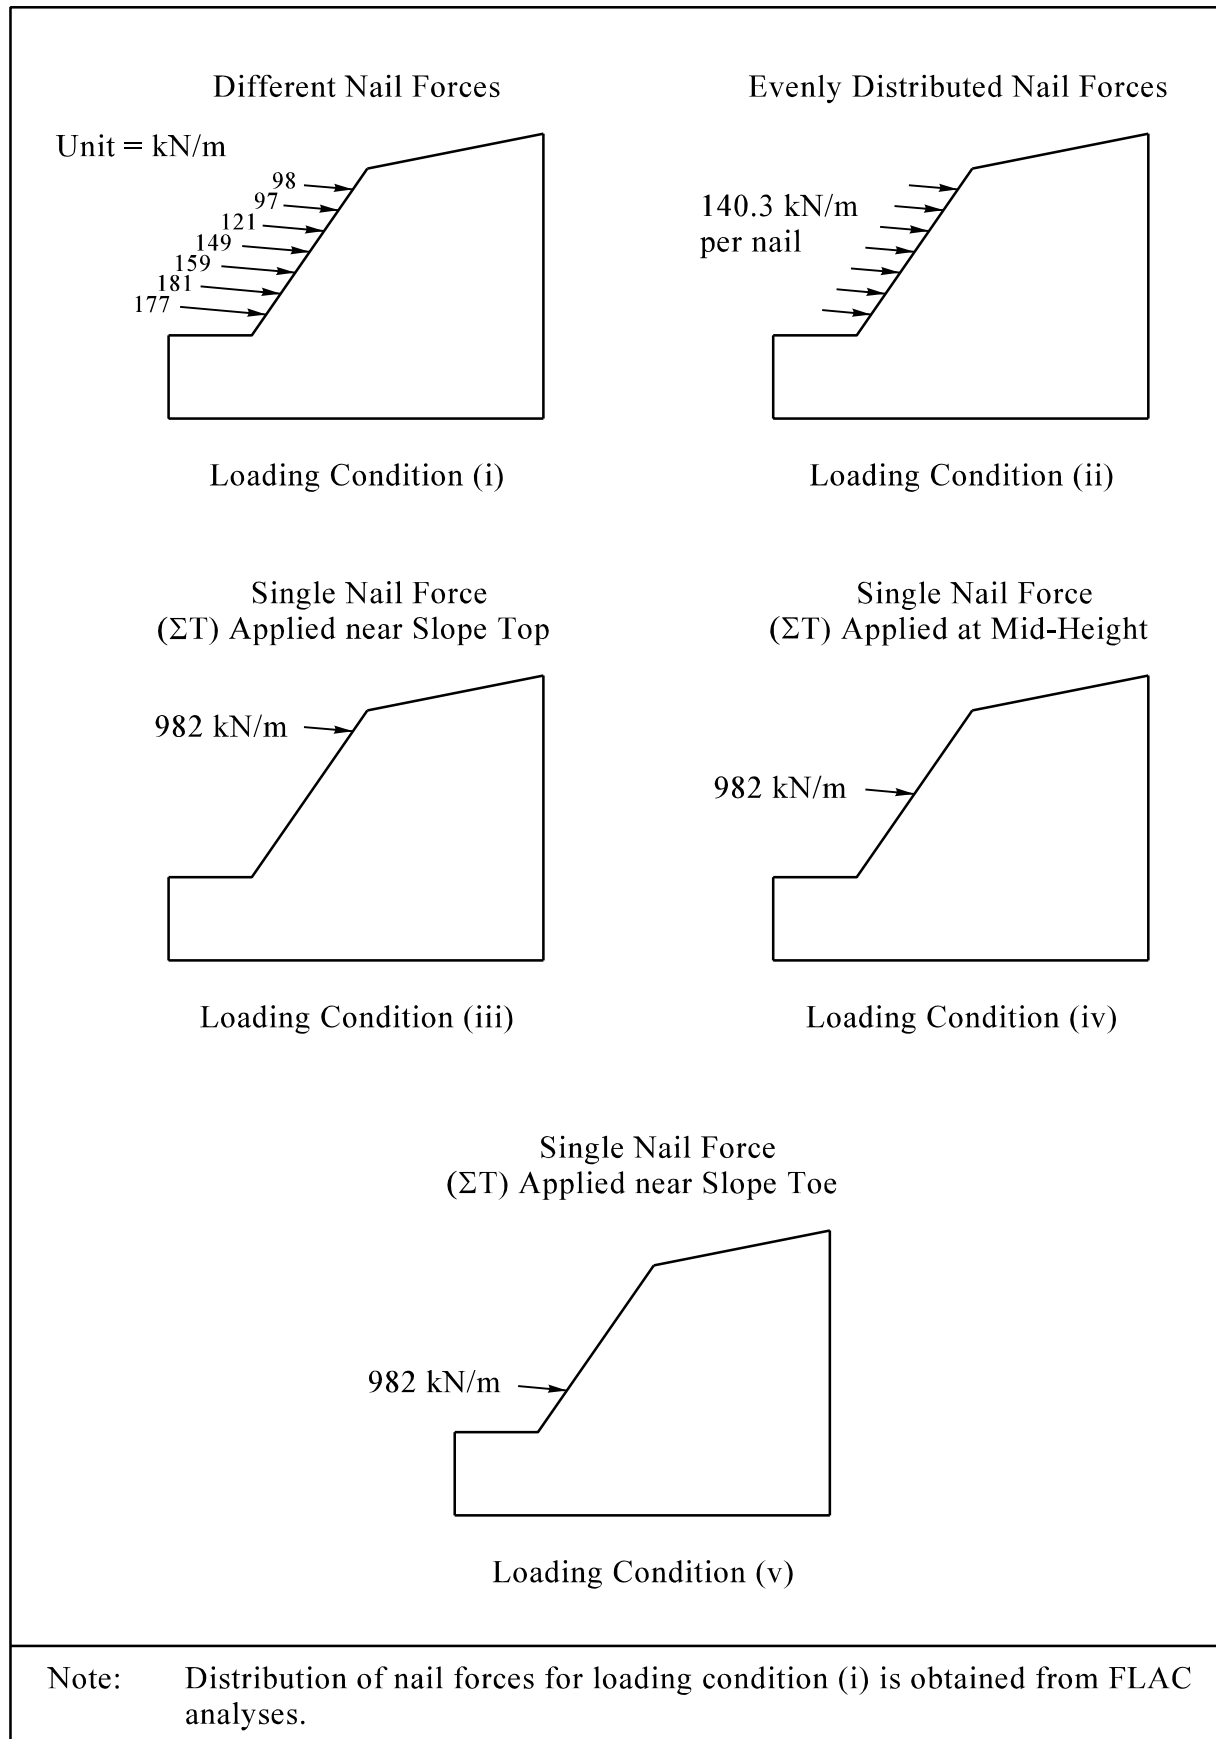 Different Nail Forces
Evenly Distributed Nail Forces
Unit = kN/m
98
97
121
149
159
181
177
140.3 kN/m
per nail
Loading Condition (i)
Loading Condition (ii)
Single Nail Force
(ΣT) Applied near Slope Top
Single Nail Force
(ΣT) Applied at Mid-Height
982 kN/m
982 kN/m
Loading Condition (iii)
Loading Condition (iv)
Single Nail Force
(ΣT) Applied near Slope Toe
982 kN/m
Loading Condition (v)
Note: Distribution of nail forces for loading condition (i) is obtained from FLAC
analyses.